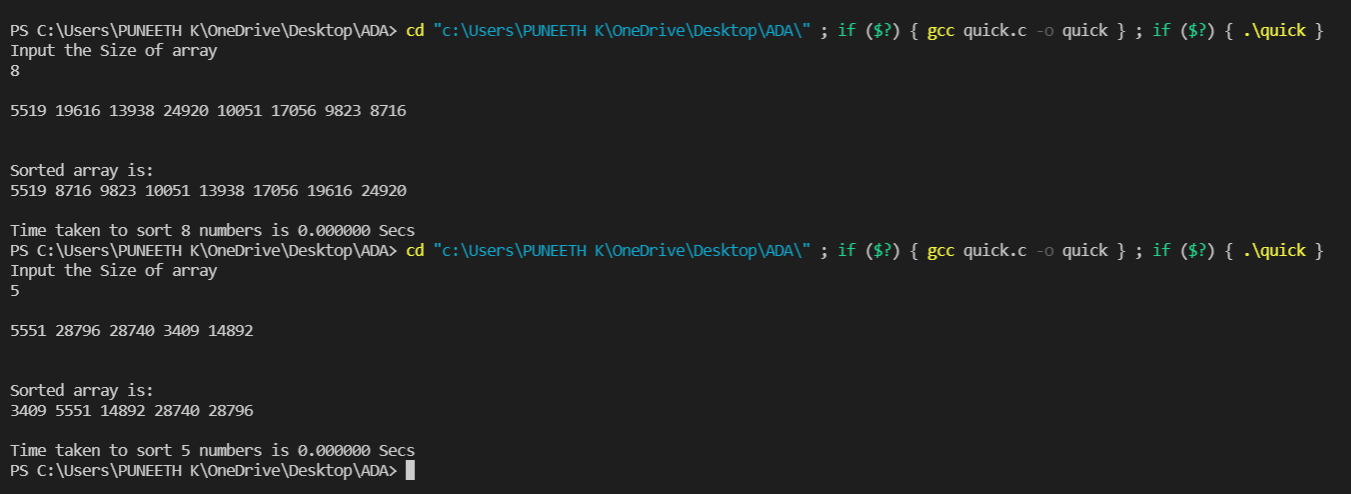 PS C:\Users\PUNEETH K\OneDrive\Desktop\ADA> cd "c:\Users\PUNEETH K\OneDrive\Desktop\ADA\" ; if ($?) { gcc quick.c -o quick } ; if ($?) { .\quick }
Input the Size of array
8
5519 19616 13938 24920 10051 17056 9823 8716
Sorted array is:
5519 8716 9823 10051 13938 17056 19616 24920
Time taken to sort 8 numbers is 0.000000 Secs
PS C:\Users\PUNEETH K\OneDrive\Desktop\ADA> cd "c:\Users\PUNEETH K\OneDrive\Desktop\ADA\" ; if ($?) { gcc quick.c -o quick } ; if ($?) { .\quick }
Input the Size of array
5
5551 28796 28740 3409 14892
Sorted array is:
3409 5551 14892 28740 28796
Time taken to sort 5 numbers is 0.000000 Secs
PS C:\Users\PUNEETH K\OneDrive\Desktop\ADA>